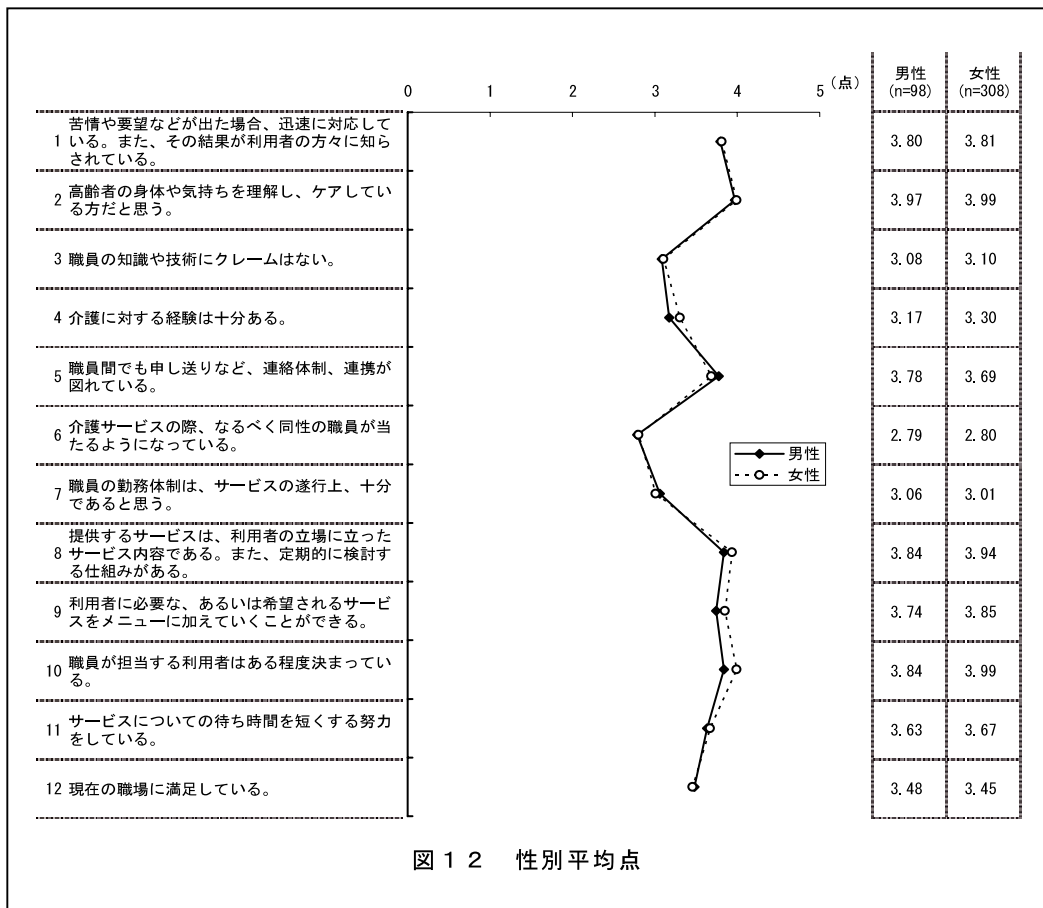 男性 女性
(n=98) (n=308)
0 1 2 3 4 5 (点)
苦情や要望などが出た場合、迅速に対応して
1 いる。また、その結果が利用者の方々に知ら
されている。
3.80 3.81
2 高齢者の身体や気持ちを理解し、ケアしてい
る方だと思う。
3.97 3.99
3 職員の知識や技術にクレームはない。
3.08 3.10
4 介護に対する経験は十分ある。
3.17 3.30
5 職員間でも申し送りなど、連絡体制、連携が
図れている。
3.78 3.69
6 介護サービスの際、なるべく同性の職員が当
たるようになっている。
2.79 2.80
男性
女性
7 職員の勤務体制は、サービスの遂行上、十分
であると思う。
3.06 3.01
提供するサービスは、利用者の立場に立った
8 サービス内容である。また、定期的に検討す
る仕組みがある。
3.84 3.94
9 利用者に必要な、あるいは希望されるサービ
スをメニューに加えていくことができる。
3.74 3.85
10 職員が担当する利用者はある程度決まってい
る。
3.84 3.99
11 サービスについての待ち時間を短くする努力
をしている。
3.63 3.67
12 現在の職場に満足している。
3.48 3.45
図12 性別平均点